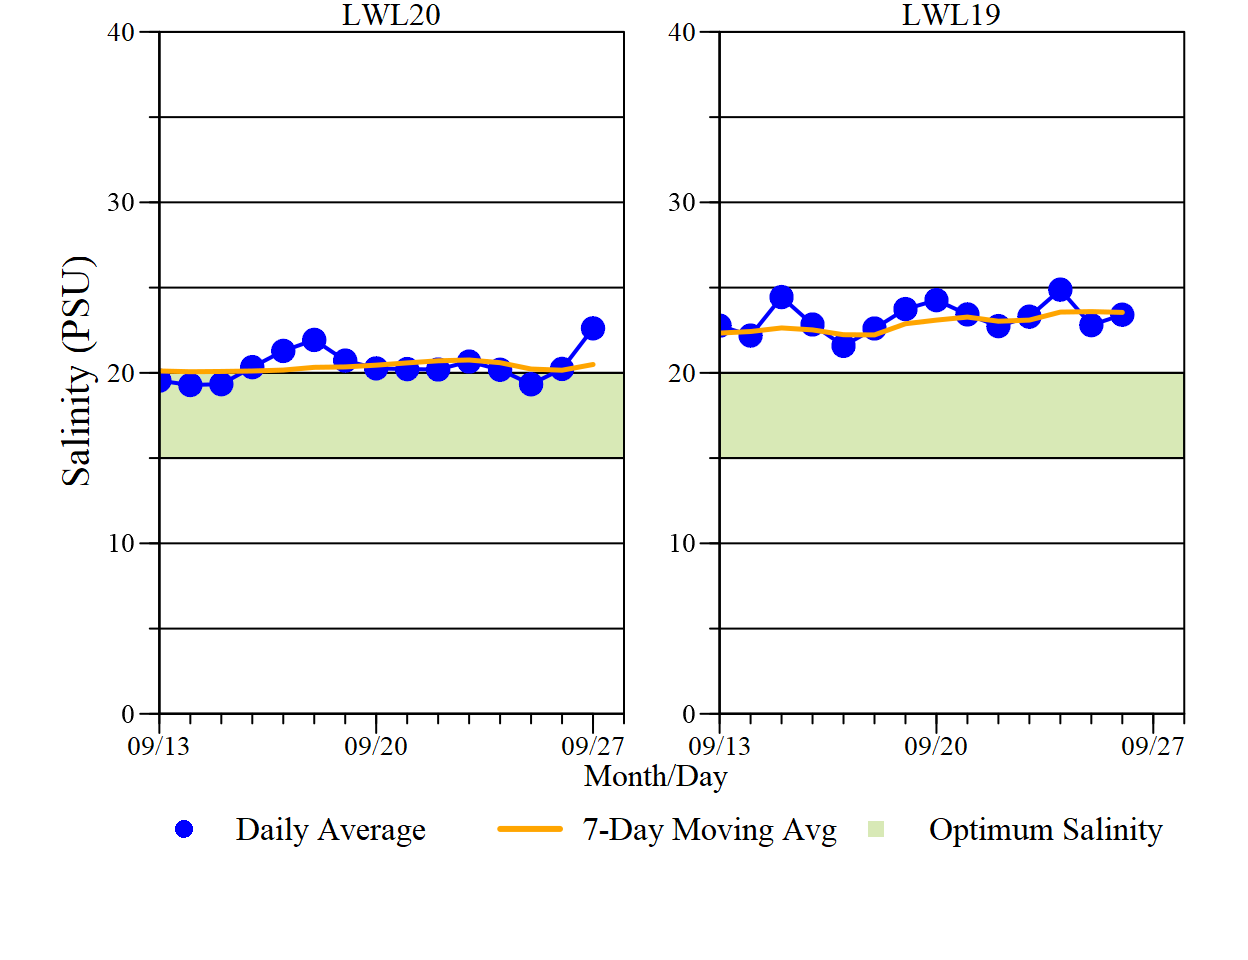 LWL20
LWL19
40
30
20
10
0
40
30
20
10
0
Salinity (PSU)
09/13
09/20
09/27
09/13
09/20
09/27
Month/Day
Daily Average
7-Day Moving Avg
Optimum Salinity